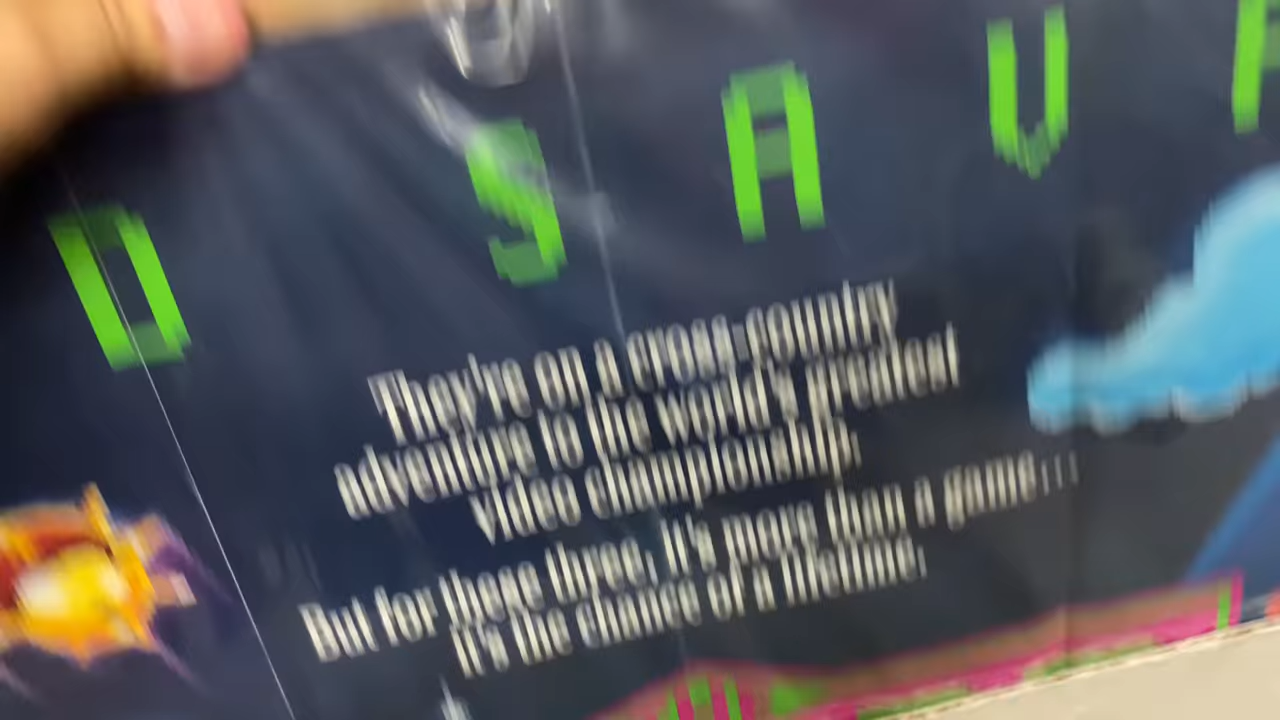 D S A V
They're on a cross-country
adventure to the world's greatest
video championship.
But for these three, it's more than a game...
it's the chance of a lifetime.